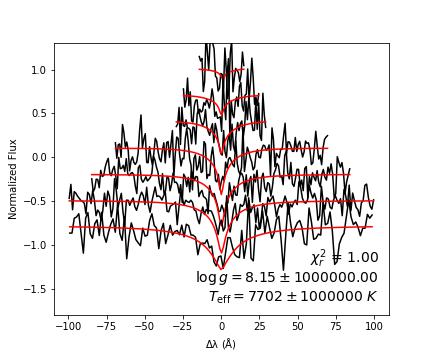 1.0
0.5
0.0
−0.5
−1.0
−1.5
Normalized Flux
χ²ᵣ = 1.00
log g = 8.15 ± 1000000.00
T_eff = 7702 ± 1000000 K
−100 −75 −50 −25 0 25 50 75 100
Δλ (Å)